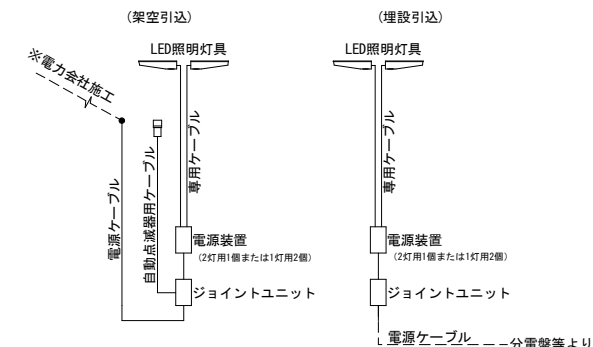 (架空引込)
LED照明灯具
※電力会社施工
電源ケーブル
自動点滅器用ケーブル
専用ケーブル
電源装置
(2灯用1個または1灯用2個)
ジョイントユニット
(埋設引込)
LED照明灯具
専用ケーブル
電源装置
(2灯用1個または1灯用2個)
ジョイントユニット
電源ケーブル
分電盤等より